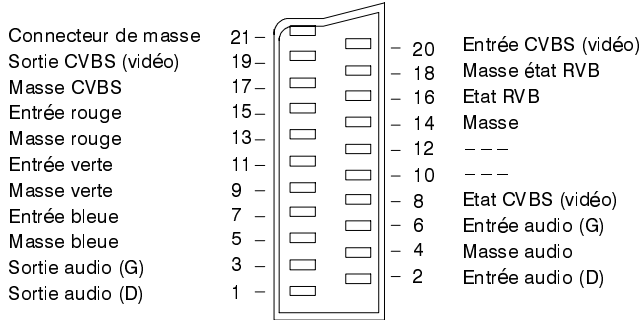 Connecteur de masse 21 –
Sortie CVBS (vidéo) 19 –
Masse CVBS 17 –
Entrée rouge 15 –
Masse rouge 13 –
Entrée verte 11 –
Masse verte 9 –
Entrée bleue 7 –
Masse bleue 5 –
Sortie audio (G) 3 –
Sortie audio (D) 1 –
– 20 Entrée CVBS (vidéo)
– 18 Masse état RVB
– 16 Etat RVB
– 14 Masse
– 12 – – –
– 10 – – –
– 8 Etat CVBS (vidéo)
– 6 Entrée audio (G)
– 4 Masse audio
– 2 Entrée audio (D)